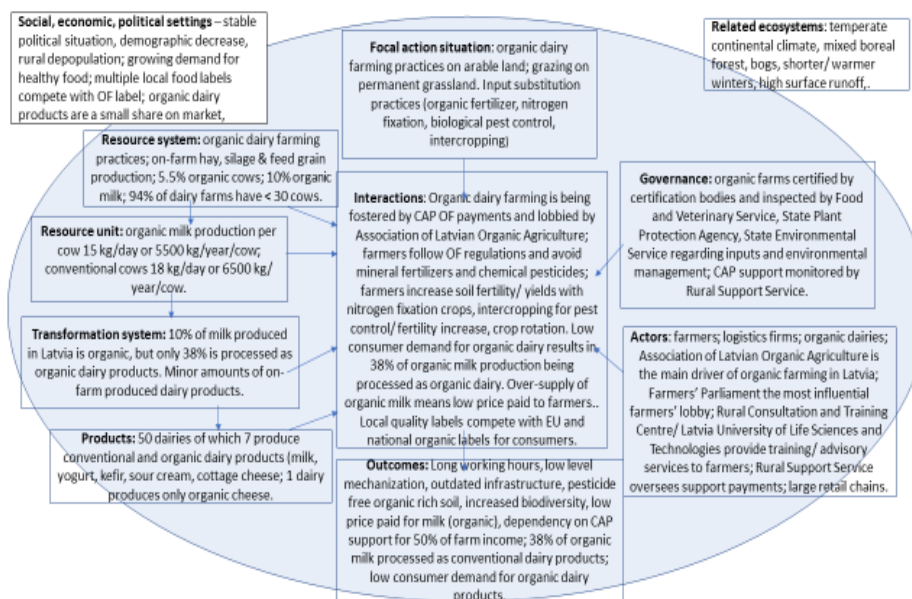 Social, economic, political settings – stable
political situation, demographic decrease,
rural depopulation; growing demand for
healthy food; multiple local food labels
compete with OF label; organic dairy
products are a small share on market,
Focal action situation: organic dairy
farming practices on arable land; grazing on
permanent grassland. Input substitution
practices (organic fertilizer, nitrogen
fixation, biological pest control,
intercropping)
Related ecosystems: temperate
continental climate, mixed boreal
forest, bogs, shorter/ warmer
winters, high surface runoff,.
Resource system: organic dairy farming
practices; on-farm hay, silage & feed grain
production; 5.5% organic cows; 10% organic
milk; 94% of dairy farms have < 30 cows.
Resource unit: organic milk production per
cow 15 kg/day or 5500 kg/year/cow;
conventional cows 18 kg/day or 6500 kg/
year/cow.
Transformation system: 10% of milk produced
in Latvia is organic, but only 38% is processed as
organic dairy products. Minor amounts of on-
farm produced dairy products.
Products: 50 dairies of which 7 produce
conventional and organic dairy products (milk,
yogurt, kefir, sour cream, cottage cheese; 1 dairy
produces only organic cheese.
Interactions: Organic dairy farming is being
fostered by CAP OF payments and lobbied by
Association of Latvian Organic Agriculture;
farmers follow OF regulations and avoid
mineral fertilizers and chemical pesticides;
farmers increase soil fertility/ yields with
nitrogen fixation crops, intercropping for pest
control/ fertility increase, crop rotation. Low
consumer demand for organic dairy results in
38% of organic milk production being
processed as organic dairy. Over-supply of
organic milk means low price paid to farmers..
Local quality labels compete with EU and
national organic labels for consumers.
Outcomes: Long working hours, low level
mechanization, outdated infrastructure, pesticide
free organic rich soil, increased biodiversity, low
price paid for milk (organic), dependency on CAP
support for 50% of farm income; 38% of organic
milk processed as conventional dairy products;
low consumer demand for organic dairy
products.
Governance: organic farms certified by
certification bodies and inspected by Food
and Veterinary Service, State Plant
Protection Agency, State Environmental
Service regarding inputs and environmental
management; CAP support monitored by
Rural Support Service.
Actors: farmers; logistics firms; organic dairies;
Association of Latvian Organic Agriculture is
the main driver of organic farming in Latvia;
Farmers' Parliament the most influential
farmers' lobby; Rural Consultation and Training
Centre/ Latvia University of Life Sciences and
Technologies provide training/ advisory
services to farmers; Rural Support Service
oversees support payments; large retail chains.